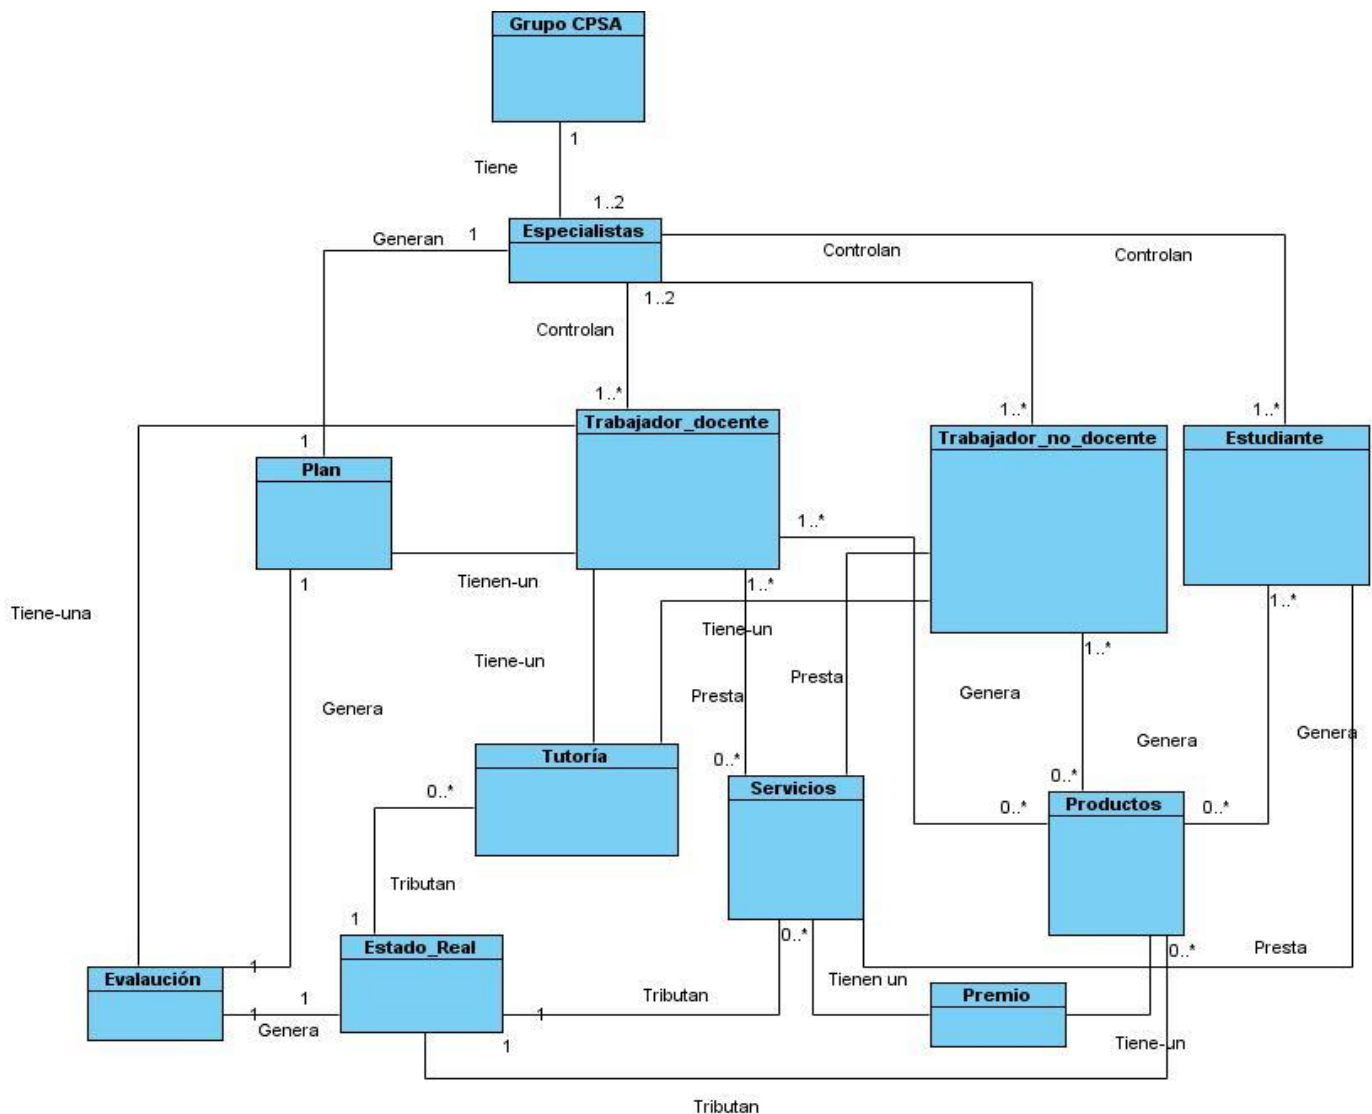 Grupo CPSA
1
Tiene
1..2
Especialistas
Generan
1
Controlan
Controlan
1..2
Controlan
1..*
1..*
1..*
Trabajador_docente
Trabajador_no_docente
Estudiante
1
Plan
1..*
1
Tienen-un
1..*
1..*
Tiene-una
Tiene-un
1..*
Tiene-un
Presta
Presta
Genera
Genera
Genera
Genera
Tutoría
0..*
0..*
Servicios
0..*
Productos
0..*
0..*
Tributan
1
0..*
0..*
Estado_Real
Presta
Evalaución
1
Tienen un
Premio
1
Tributan
1
1
Genera
1
Tiene-un
Tributan